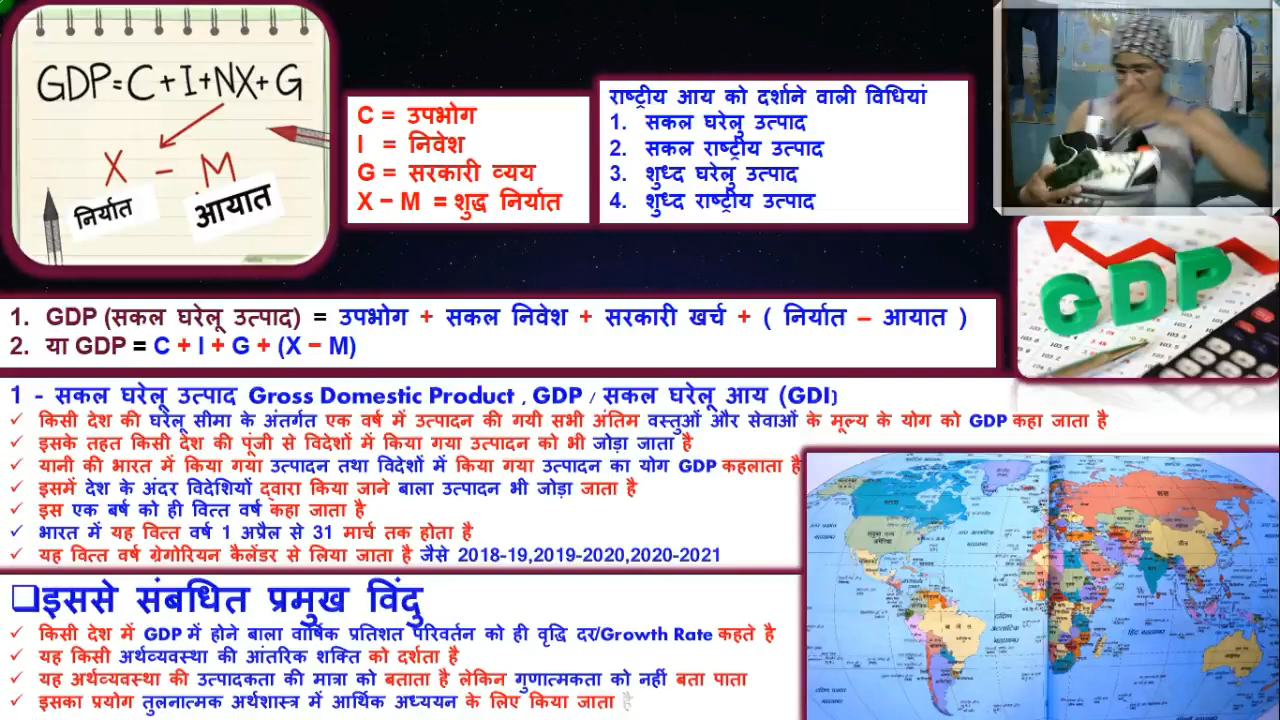 GDP=C+I+NX+G
X - M
निर्यात
आयात
C = उपभोग
I = निवेश
G = सरकारी व्यय
X – M = शुद्ध निर्यात
राष्ट्रीय आय को दर्शाने वाली विधियां
1. सकल घरेलु उत्पाद
2. सकल राष्ट्रीय उत्पाद
3. शुध्द घरेलु उत्पाद
4. शुध्द राष्ट्रीय उत्पाद
GDP
1. GDP (सकल घरेलू उत्पाद) = उपभोग + सकल निवेश + सरकारी खर्च + ( निर्यात – आयात )
2. या GDP = C + I + G + (X – M)
1 - सकल घरेलू उत्पाद Gross Domestic Product , GDP / सकल घरेलू आय (GDI)
✓ किसी देश की घरेलू सीमा के अंतर्गत एक वर्ष में उत्पादन की गयी सभी अंतिम वस्तुओं और सेवाओं के मूल्य के योग को GDP कहा जाता है
✓ इसके तहत किसी देश की पूंजी से विदेशों में किया गया उत्पादन को भी जोड़ा जाता है
✓ यानी की भारत में किया गया उत्पादन तथा विदेशों में किया गया उत्पादन का योग GDP कहलाता है
✓ इसमें देश के अंदर विदेशियों द्वारा किया जाने बाला उत्पादन भी जोड़ा जाता है
✓ इस एक बर्ष को ही वित्त वर्ष कहा जाता है
✓ भारत में यह वित्त वर्ष 1 अप्रैल से 31 मार्च तक होता है
✓ यह वित्त वर्ष ग्रेगोरियन कैलेंडर से लिया जाता है जैसे 2018-19,2019-2020,2020-2021
❑इससे संबधित प्रमुख विंदु
✓ किसी देश में GDP में होने बाला वार्षिक प्रतिशत परिवर्तन को ही वृद्धि दर/Growth Rate कहते है
✓ यह किसी अर्थव्यवस्था की आंतरिक शक्ति को दर्शता है
✓ यह अर्थव्यवस्था की उत्पादकता की मात्रा को बताता है लेकिन गुणात्मकता को नहीं बता पाता
✓ इसका प्रयोग तुलनात्मक अर्थशास्त्र में आर्थिक अध्ययन के लिए किया जाता है